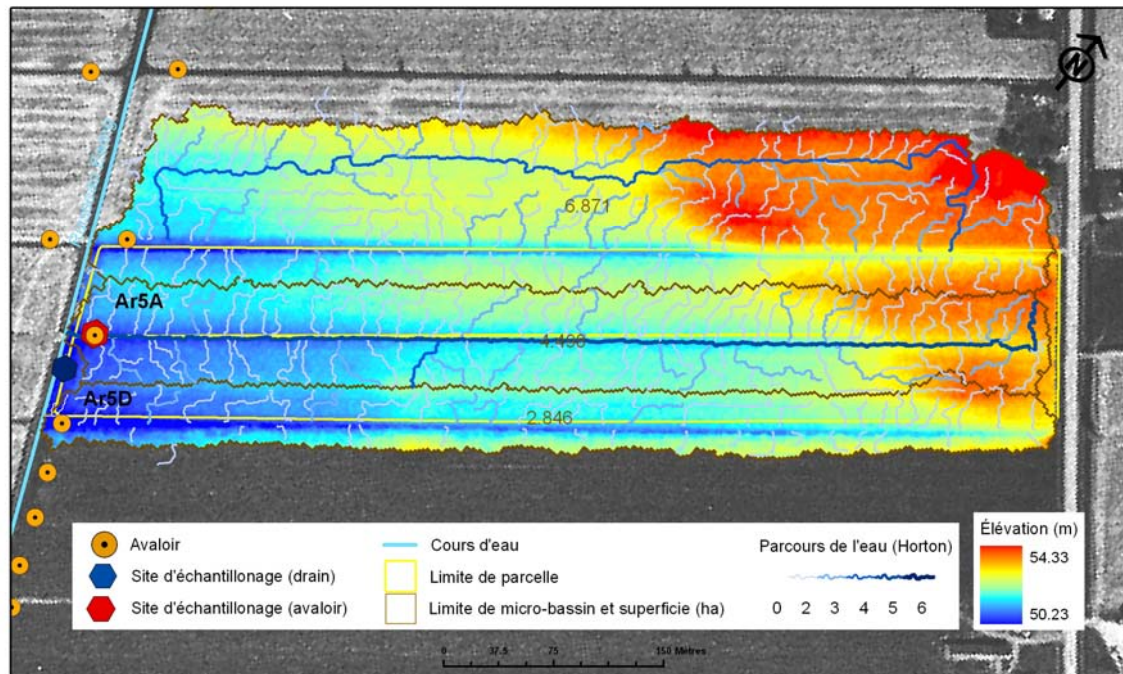 N
6.871
Ar5A
Ar5D
2.846
Avaloir
Site d'échantillonage (drain)
Site d'échantillonage (avaloir)
Cours d'eau
Limite de parcelle
Limite de micro-bassin et superficie (ha)
Parcours de l'eau (Horton)
0 2 3 4 5 6
Élévation (m)
54.33
50.23
0 37.5 75 150 Mètres